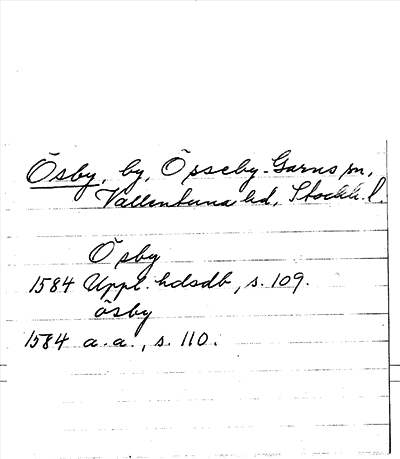 Ösby, by, Össeby-Garns sn,
Vallentuna hd, Stockh. l.
Ösby
1584 Uppl. hdsdb, s. 109.
ösby
1584 a. a., s. 110.